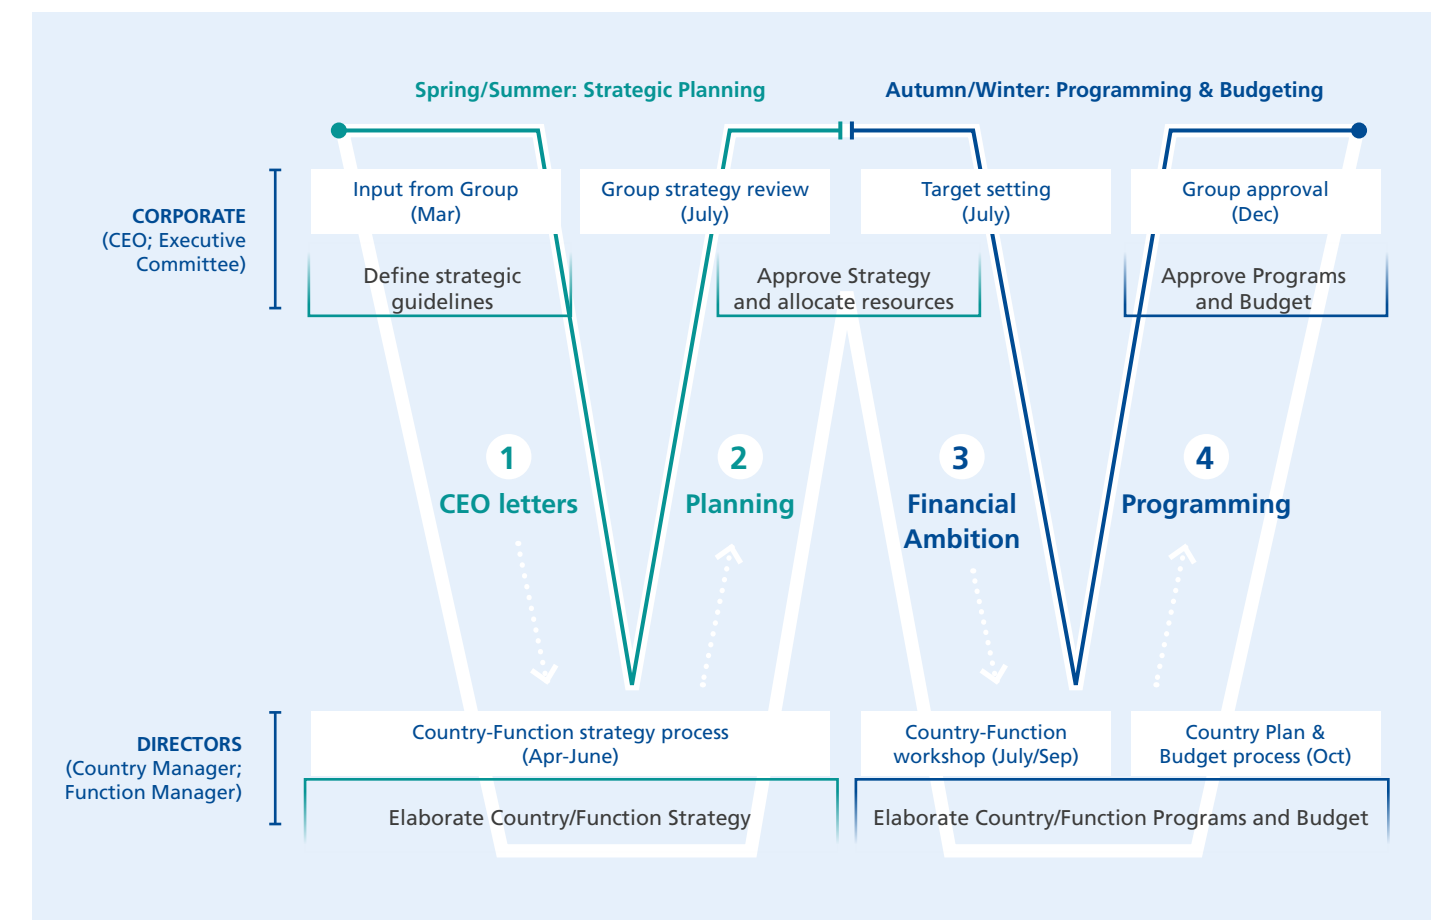 Spring/Summer: Strategic Planning
Autumn/Winter: Programming & Budgeting
CORPORATE
(CEO; Executive
Committee)
Input from Group
(Mar)
Group strategy review
(July)
Target setting
(July)
Group approval
(Dec)
Define strategic
guidelines
Approve Strategy
and allocate resources
Approve Programs
and Budget
1
CEO letters
2
Planning
3
Financial
Ambition
4
Programming
DIRECTORS
(Country Manager;
Function Manager)
Country-Function strategy process
(Apr-June)
Country-Function
workshop (July/Sep)
Country Plan &
Budget process (Oct)
Elaborate Country/Function Strategy
Elaborate Country/Function Programs and Budget